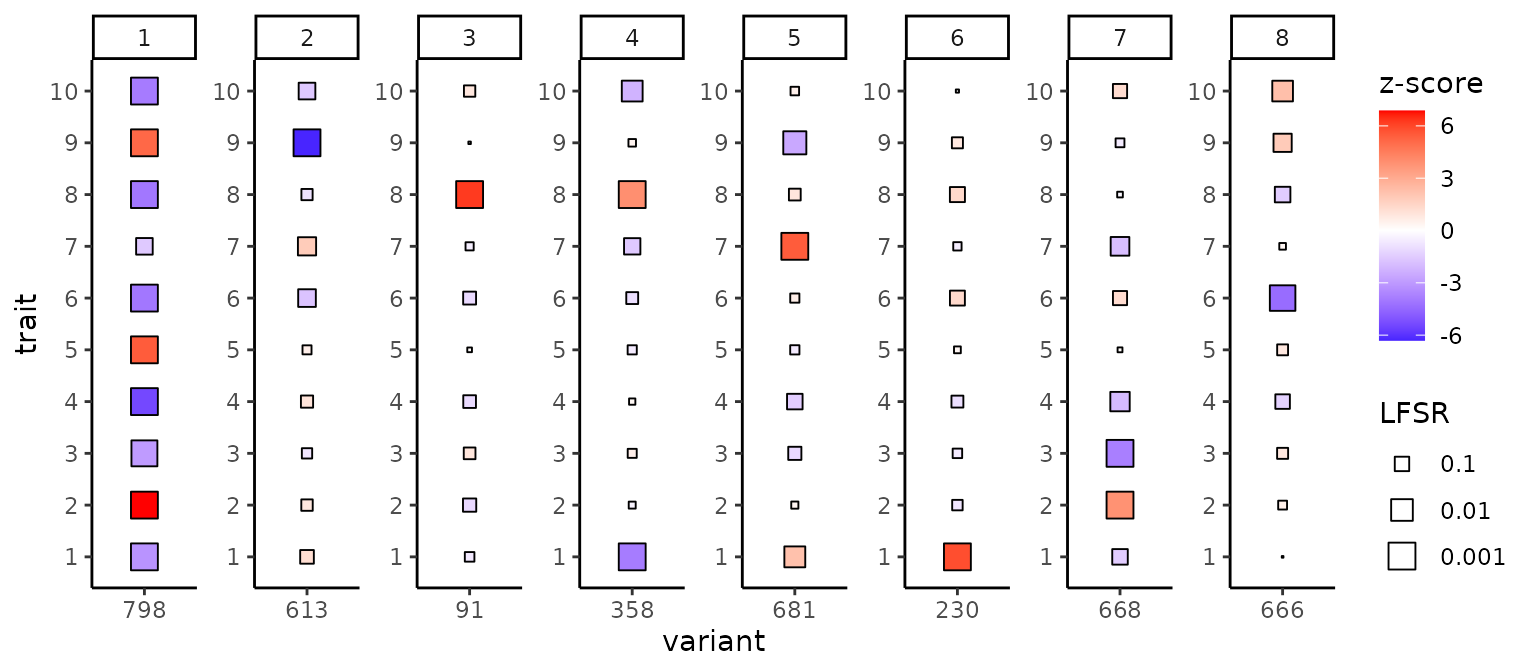 1 2 3 4 5 6 7 8
10 10 10 10 10 10 10 10
9 9 9 9 9 9 9 9
8 8 8 8 8 8 8 8
7 7 7 7 7 7 7 7
6 6 6 6 6 6 6 6
5 5 5 5 5 5 5 5
4 4 4 4 4 4 4 4
3 3 3 3 3 3 3 3
2 2 2 2 2 2 2 2
1 1 1 1 1 1 1 1
trait
798 613 91 358 681 230 668 666
variant
z-score
6
3
0
-3
-6
LFSR
0.1
0.01
0.001